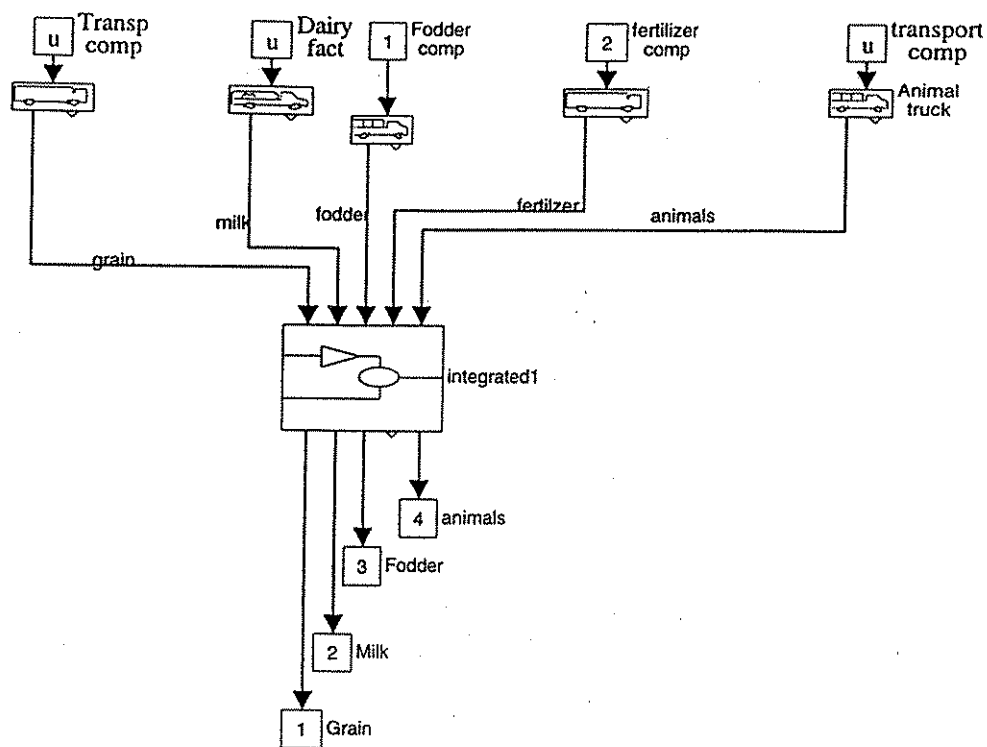 u
Transp
comp
u
Dairy
fact
1
Fodder
comp
2
fertilizer
comp
u
transport
comp
Animal
truck
grain
milk
fodder
fertilzer
animals
integrated1
4
animals
3
Fodder
2
Milk
1
Grain